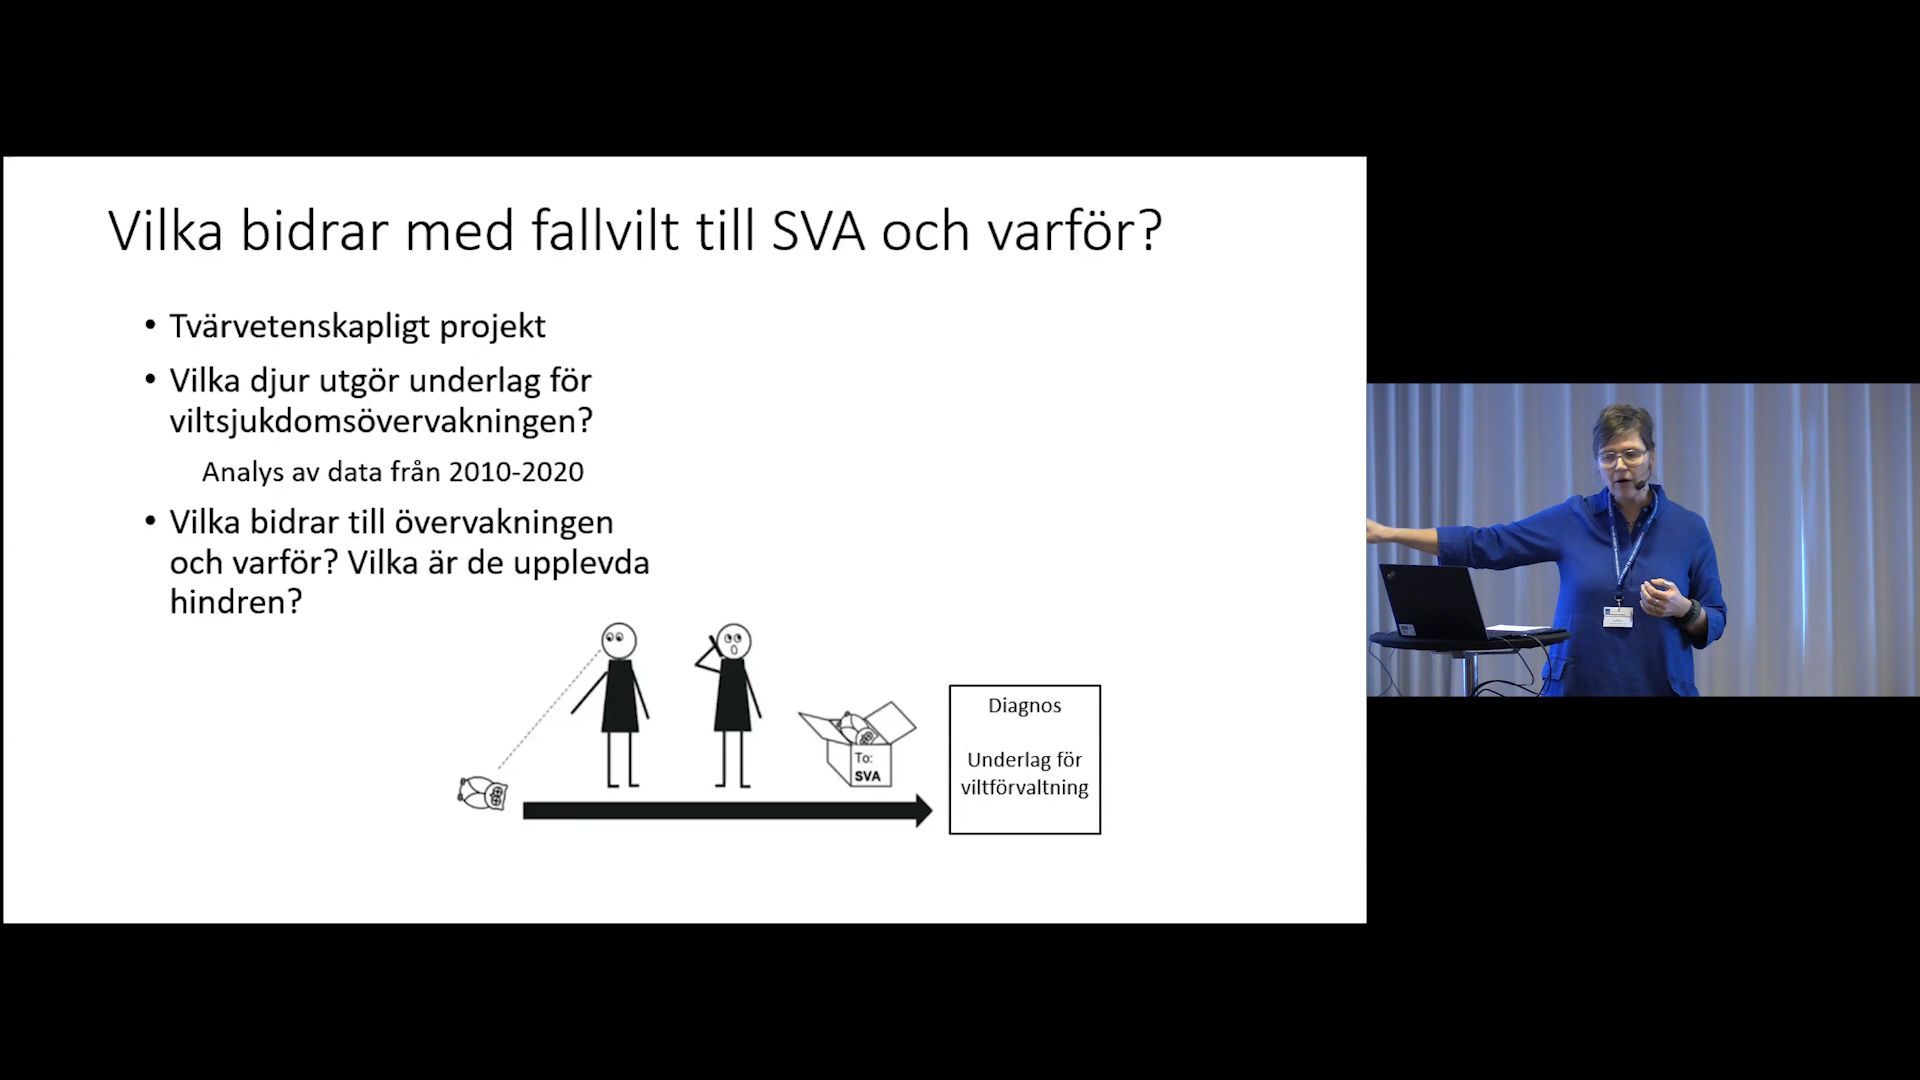 Vilka bidrar med fallvilt till SVA och varför?
• Tvärvetenskapligt projekt
• Vilka djur utgör underlag för
viltsjukdomsövervakningen?
Analys av data från 2010-2020
• Vilka bidrar till övervakningen
och varför? Vilka är de upplevda
hindren?
To:
SVA
Diagnos
Underlag för
viltförvaltning